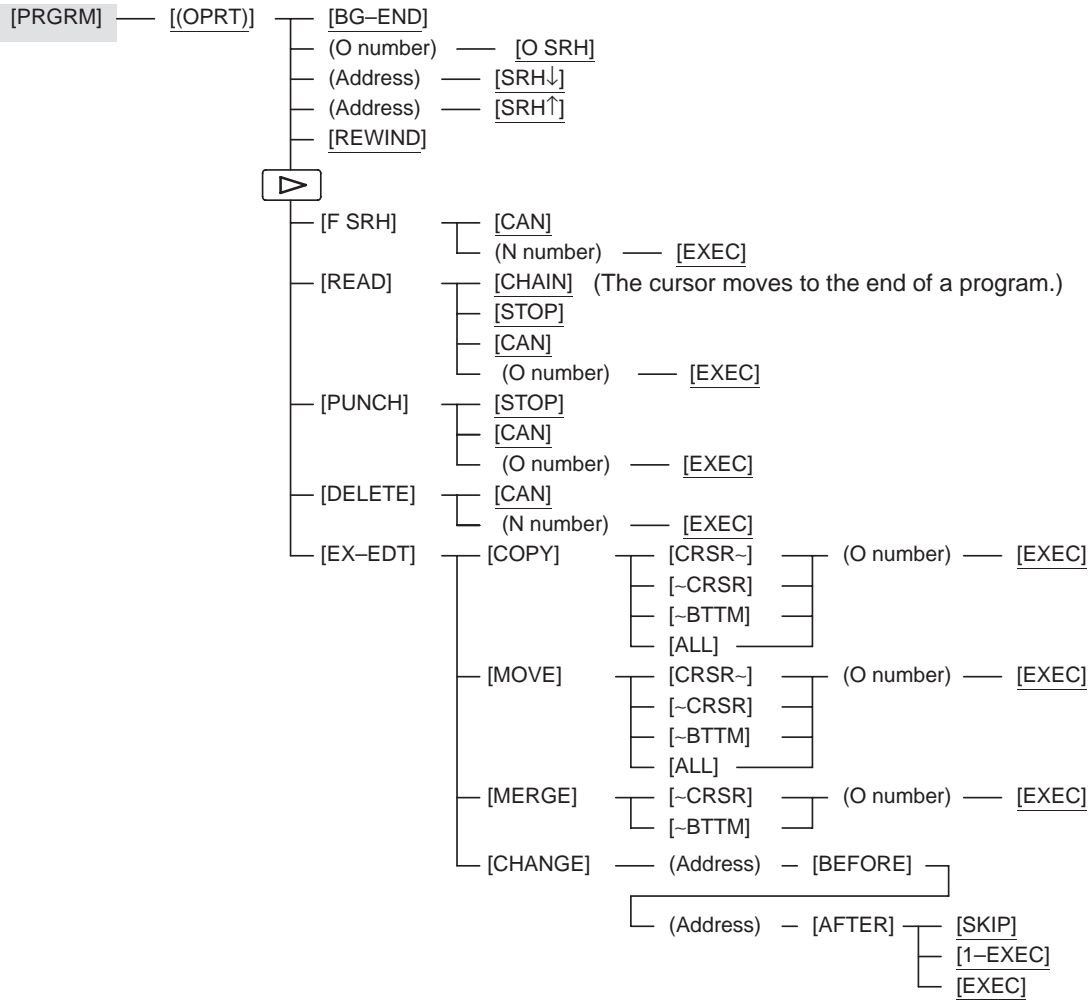 [PRGRM] [(OPRT)] [BG–END]
(O number) [O SRH]
(Address) [SRH↓]
(Address) [SRH↑]
[REWIND]
[F SRH] [CAN]
(N number) [EXEC]
[READ] [CHAIN] (The cursor moves to the end of a program.)
[STOP]
[CAN]
(O number) [EXEC]
[PUNCH] [STOP]
[CAN]
(O number) [EXEC]
[DELETE] [CAN]
(N number) [EXEC]
[EX–EDT] [COPY] [CRSR~] (O number) [EXEC]
[~CRSR]
[~BTTM]
[ALL]
[MOVE] [CRSR~] (O number) [EXEC]
[~CRSR]
[~BTTM]
[ALL]
[MERGE] [~CRSR] (O number) [EXEC]
[~BTTM]
[CHANGE] (Address) [BEFORE]
(Address) [AFTER] [SKIP]
[1–EXEC]
[EXEC]